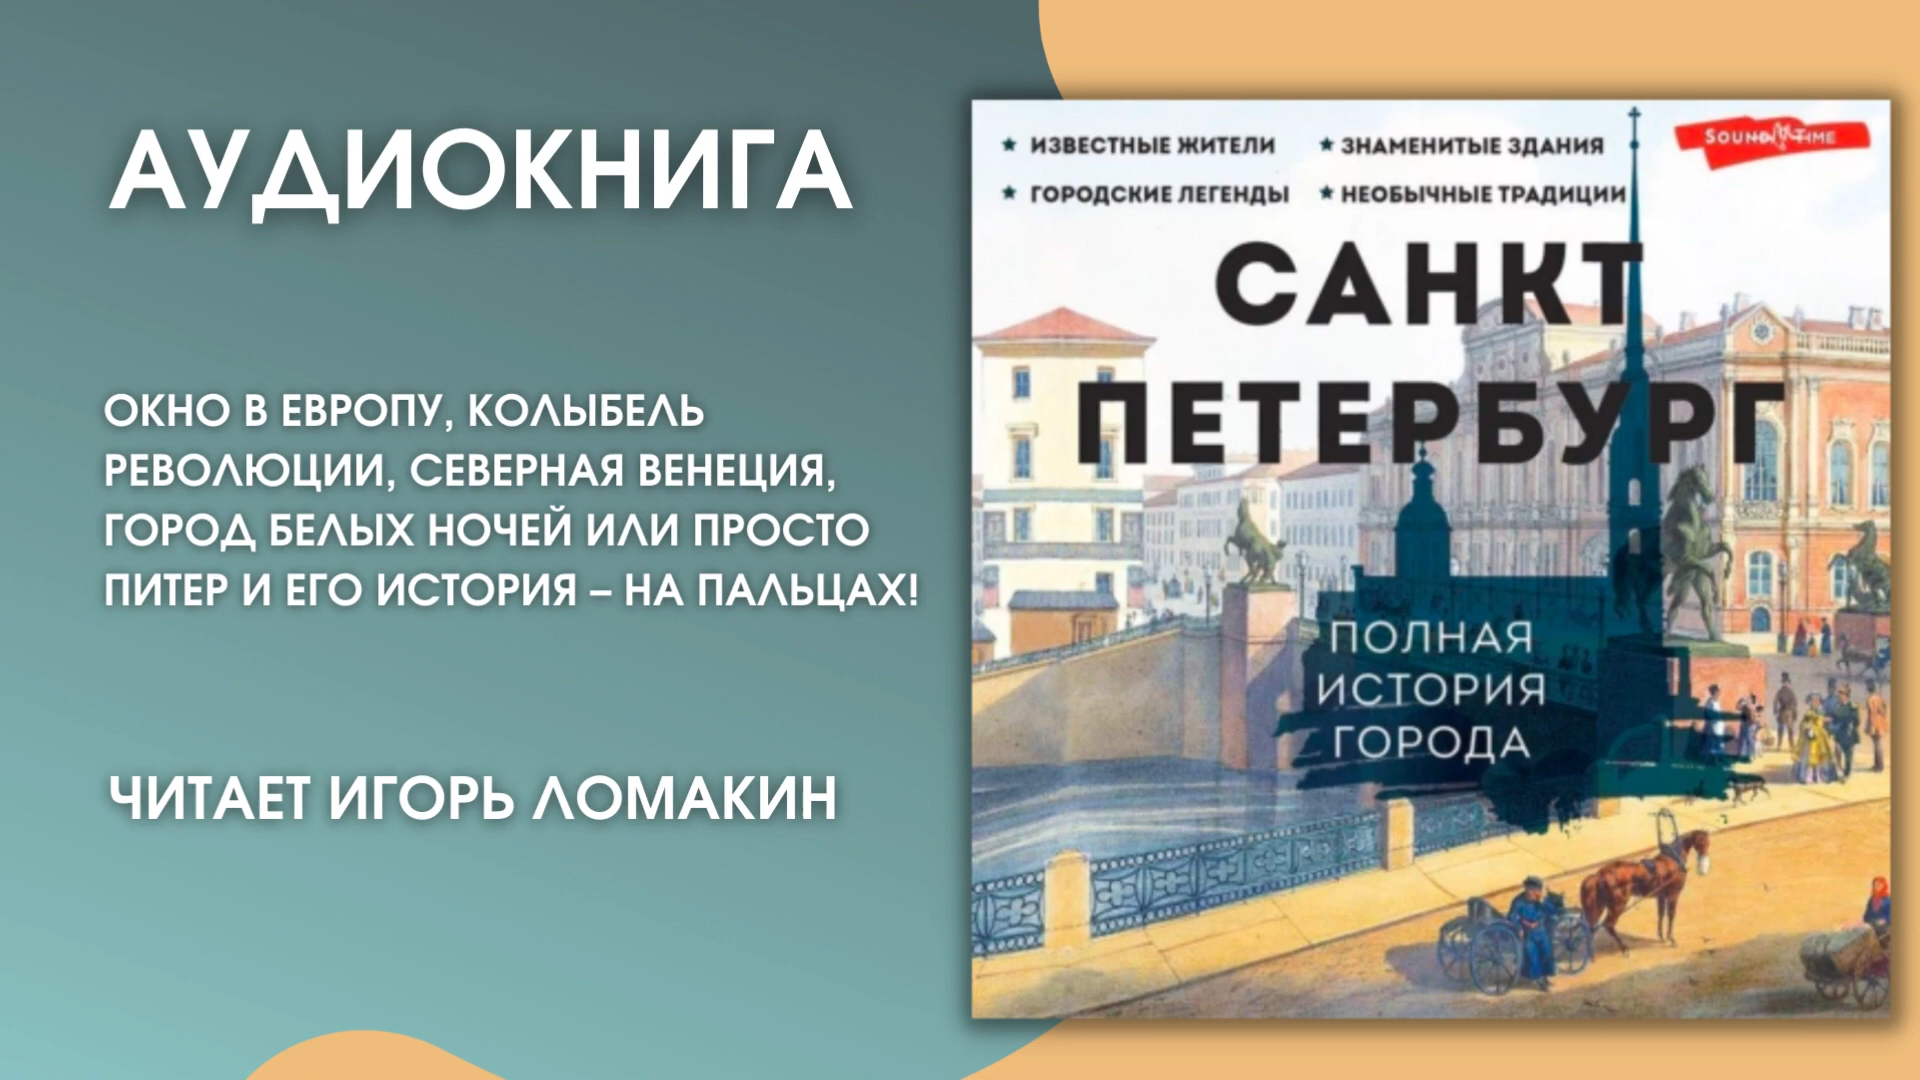 АУДИОКНИГА
ОКНО В ЕВРОПУ, КОЛЫБЕЛЬ
РЕВОЛЮЦИИ, СЕВЕРНАЯ ВЕНЕЦИЯ,
ГОРОД БЕЛЫХ НОЧЕЙ ИЛИ ПРОСТО
ПИТЕР И ЕГО ИСТОРИЯ – НА ПАЛЬЦАХ!
ЧИТАЕТ ИГОРЬ ЛОМАКИН
★ ИЗВЕСТНЫЕ ЖИТЕЛИ ★ ЗНАМЕНИТЫЕ ЗДАНИЯ
★ ГОРОДСКИЕ ЛЕГЕНДЫ ★ НЕОБЫЧНЫЕ ТРАДИЦИИ
SOUND TIME
САНКТ
ПЕТЕРБУРГ
ПОЛНАЯ
ИСТОРИЯ
ГОРОДА